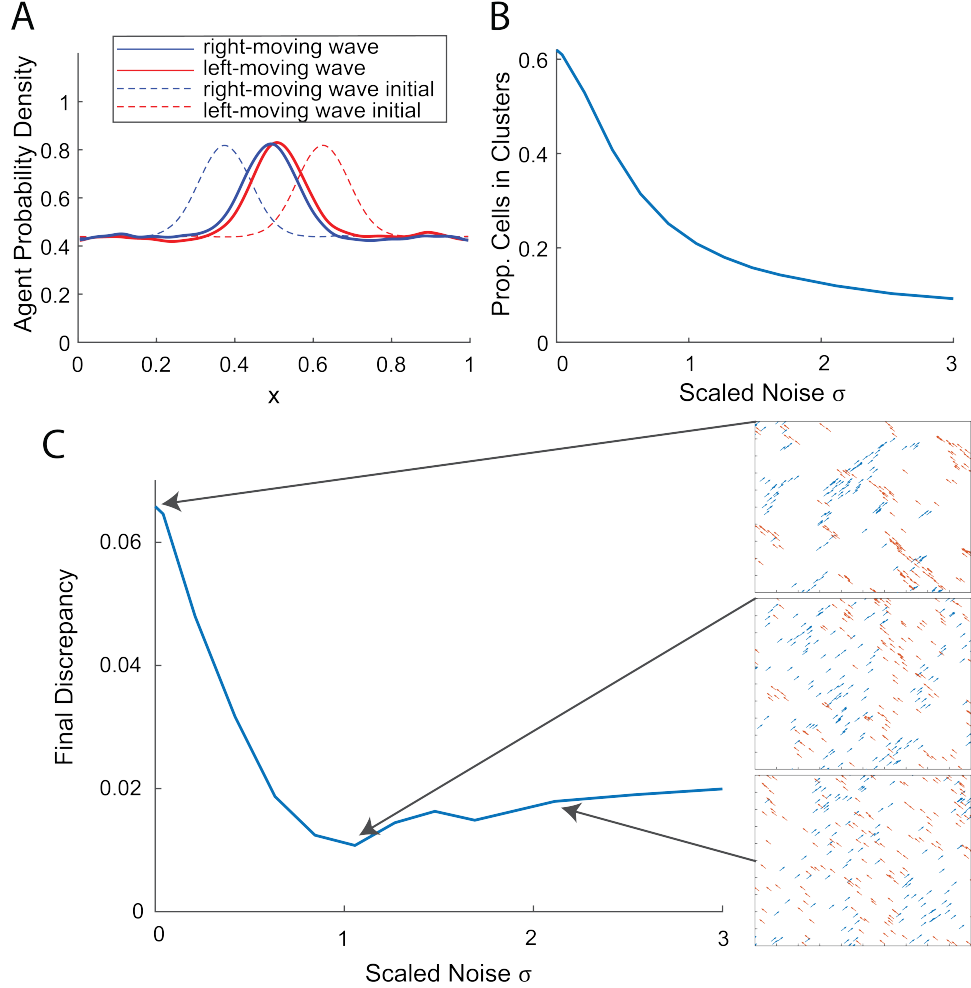 A
right-moving wave
left-moving wave
right-moving wave initial
left-moving wave initial
Agent Probability Density
1
0.8
0.6
0.4
0.2
0
0
0.2
0.4
0.6
0.8
1
x
B
Prop. Cells in Clusters
0.6
0.4
0.2
0
0
1
2
3
Scaled Noise σ
C
Final Discrepancy
0.06
0.04
0.02
0
0
1
2
3
Scaled Noise σ